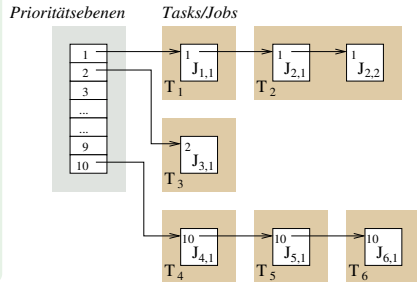 Prioritätsebenen Tasks/Jobs
1
2
3
...
...
9
10
1 J1,1
T1
1 J2,1
1 J2,2
T2
2 J3,1
T3
10 J4,1
T4
10 J5,1
T5
10 J6,1
T6